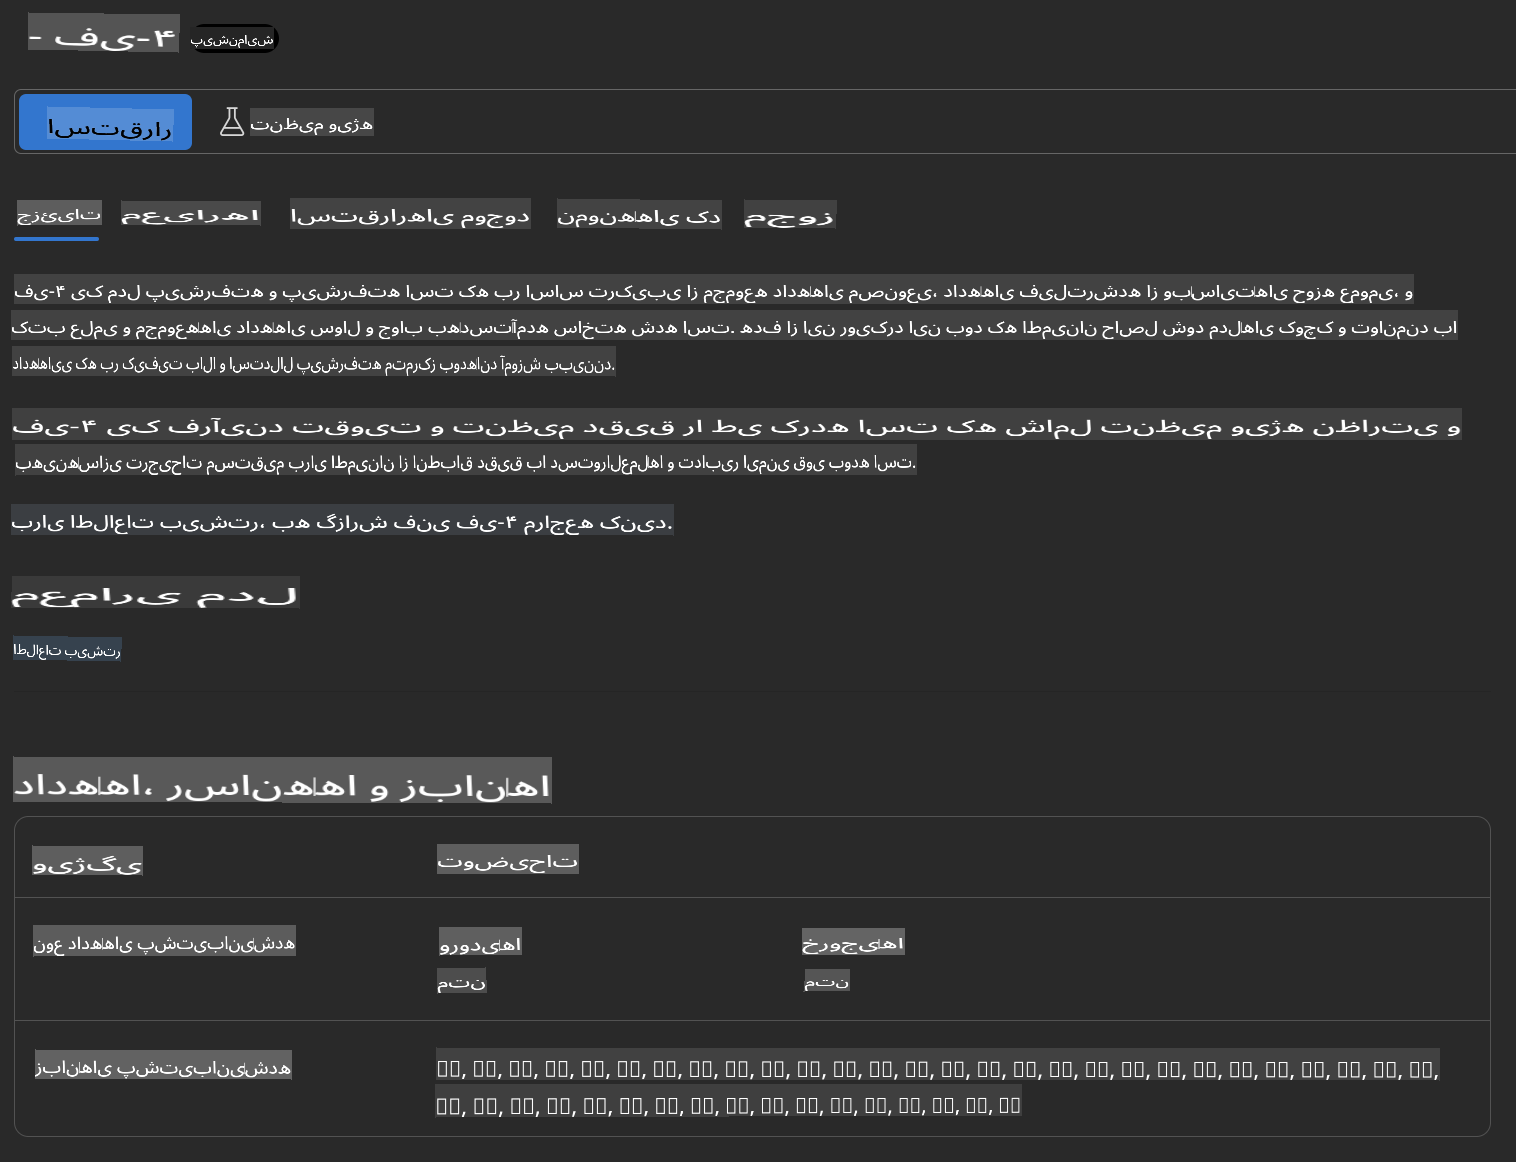 - فی-۴
پیش‌نمایش
استقرار
تنظیم ویژه
جزئیات
معیارها
استقرارهای موجود
نمونه‌های کد
مجوز
فی-۴ یک مدل پیشرفته و پیشرفته است که بر اساس ترکیبی از مجموعه داده‌های مصنوعی، داده‌های فیلترشده از وب‌سایت‌های حوزه عمومی، و
کتب علمی و مجموعه‌های داده‌های سوال و جواب به‌دست‌آمده ساخته شده است. هدف از این رویکرد این بود که اطمینان حاصل شود مدل‌های کوچک و توانمند با
داده‌هایی که بر کیفیت بالا و استدلال پیشرفته متمرکز بوده‌اند آموزش ببینند.
فی-۴ یک فرآیند تقویت و تنظیم دقیق را طی کرده است که شامل تنظیم ویژه نظارتی و
بهینه‌سازی ترجیحات مستقیم برای اطمینان از انطباق دقیق با دستورالعمل‌ها و تدابیر ایمنی قوی بوده است.
برای اطلاعات بیشتر، به گزارش فنی فی-۴ مراجعه کنید.
معماری مدل
اطلاعات بیشتر
داده‌ها، رسانه‌ها و زبان‌ها
ویژگی
توضیحات
نوع داده‌های پشتیبانی‌شده
ورودی‌ها
خروجی‌ها
متن
متن
زبان‌های پشتیبانی‌شده